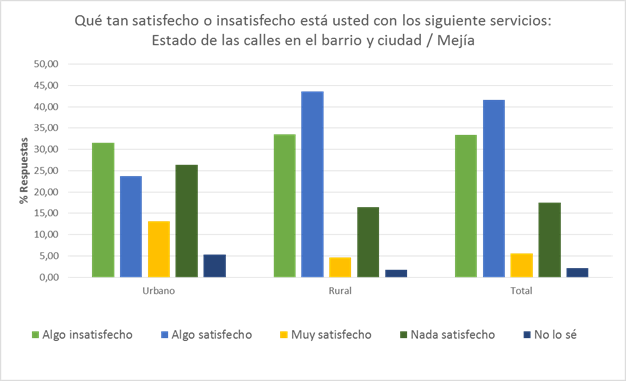 Qué tan satisfecho o insatisfecho está usted con los siguiente servicios:
Estado de las calles en el barrio y ciudad / Mejía
50,00
45,00
40,00
35,00
30,00
25,00
20,00
15,00
10,00
5,00
0,00
% Respuestas
Urbano Rural Total
Algo insatisfecho Algo satisfecho Muy satisfecho Nada satisfecho No lo sé